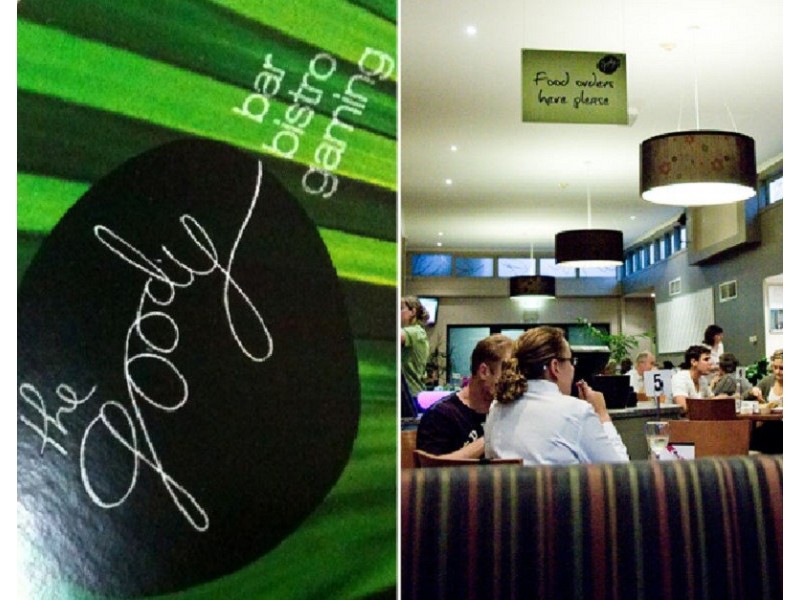 the
goody
bar
bistro
gaming
Food orders
here please
5